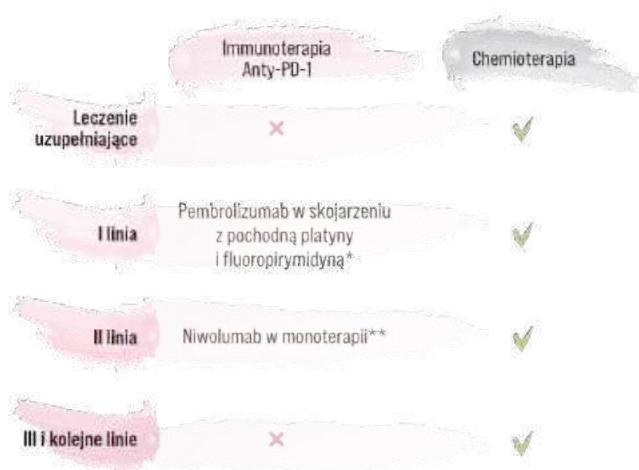 Immunoterapia
Anty-PD-1
Chemioterapia
Leczenie
uzupełniające
I linia
Pembrolizumab w skojarzeniu
z pochodną platyny
i fluoropirymidyną*
II linia
Niwolumab w monoterapii**
III i kolejne linie